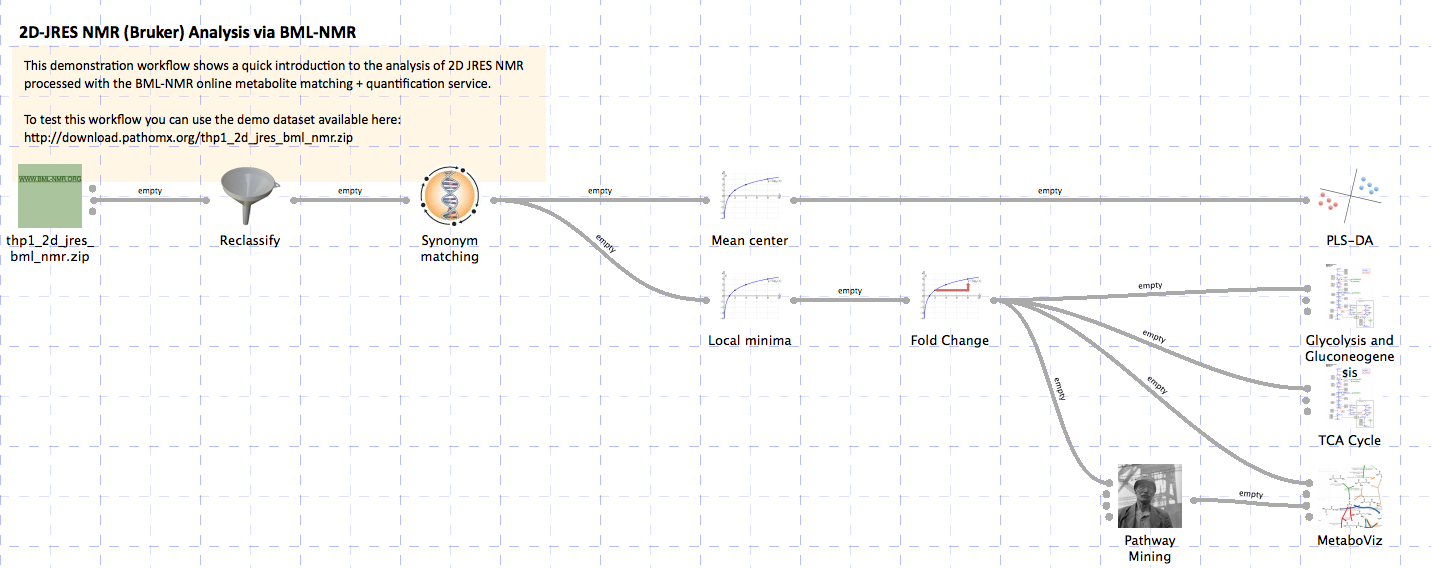 2D-JRES NMR (Bruker) Analysis via BML-NMR
This demonstration workflow shows a quick introduction to the analysis of 2D JRES NMR
processed with the BML-NMR online metabolite matching + quantification service.
To test this workflow you can use the demo dataset available here:
http://download.pathomx.org/thp1_2d_jres_bml_nmr.zip
WWW.BML-NMR.ORG
empty
empty
empty
empty
thp1_2d_jres_
bml_nmr.zip
Reclassify
Synonym
matching
Mean center
PLS-DA
empty
empty
empty
Local minima
Fold Change
Glycolysis and
Gluconeogene
sis
empty
empty
empty
TCA Cycle
empty
Pathway
Mining
MetaboViz